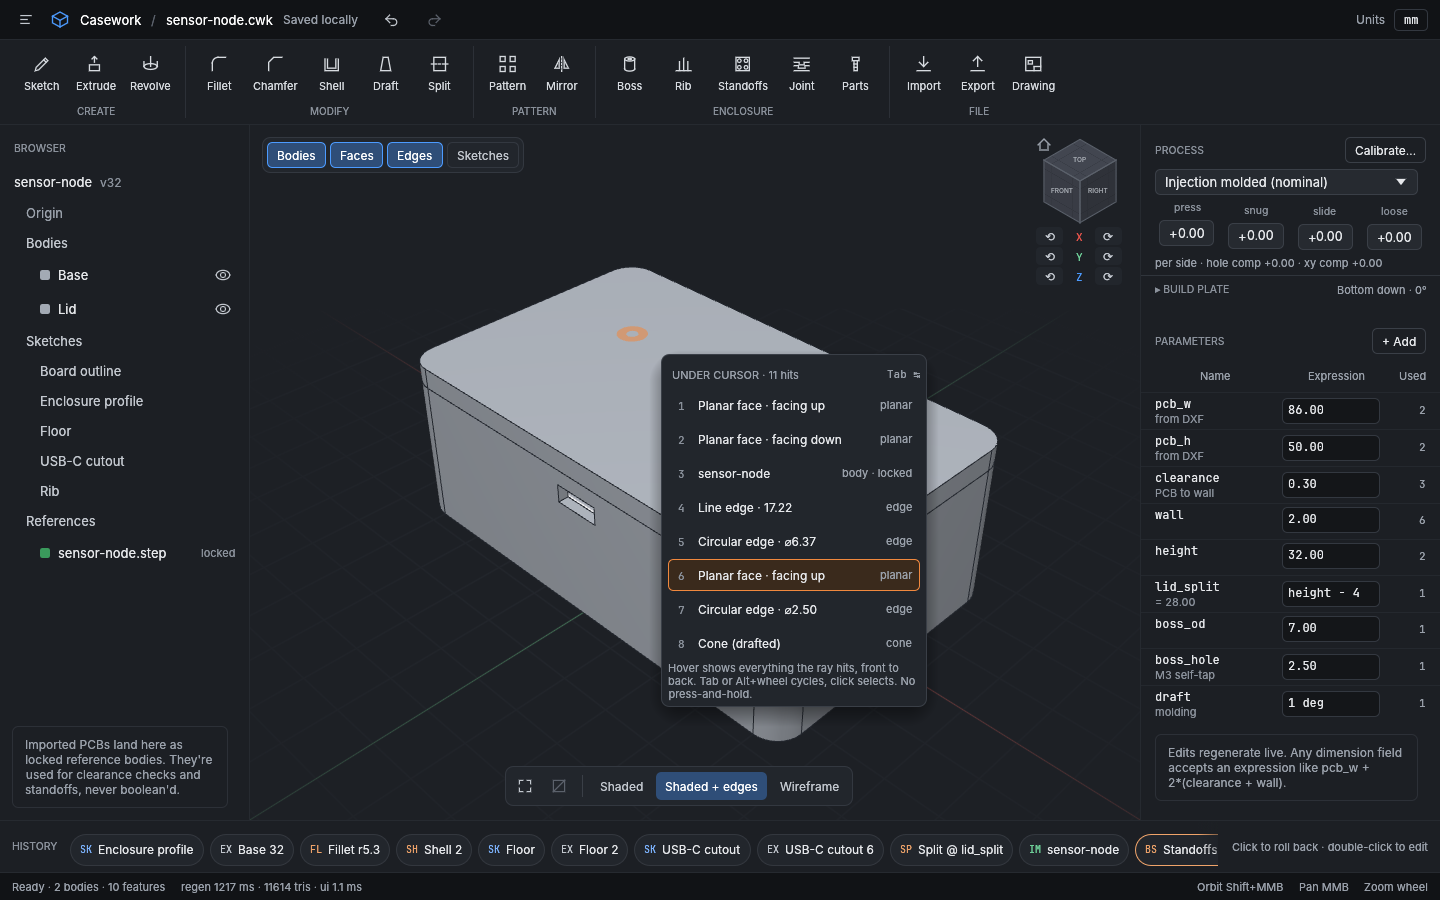 Casework / sensor-node.cwk Saved locally
Units mm
Sketch Extrude Revolve Fillet Chamfer Shell Draft Split Pattern Mirror Boss Rib Standoffs Joint Parts Import Export Drawing
CREATE MODIFY PATTERN ENCLOSURE FILE
BROWSER
sensor-node v32
Origin
Bodies
Base
Lid
Sketches
Board outline
Enclosure profile
Floor
USB-C cutout
Rib
References
sensor-node.step locked
Imported PCBs land here as
locked reference bodies. They're
used for clearance checks and
standoffs, never boolean'd.
Bodies Faces Edges Sketches
TOP
FRONT RIGHT
X
Y
Z
UNDER CURSOR · 11 hits Tab
1 Planar face · facing up planar
2 Planar face · facing down planar
3 sensor-node body · locked
4 Line edge · 17.22 edge
5 Circular edge · ⌀6.37 edge
6 Planar face · facing up planar
7 Circular edge · ⌀2.50 edge
8 Cone (drafted) cone
Hover shows everything the ray hits, front to
back. Tab or Alt+wheel cycles, click selects. No
press-and-hold.
Shaded Shaded + edges Wireframe
PROCESS Calibrate...
Injection molded (nominal)
press snug slide loose
+0.00 +0.00 +0.00 +0.00
per side · hole comp +0.00 · xy comp +0.00
▸ BUILD PLATE Bottom down · 0°
PARAMETERS + Add
Name Expression Used
pcb_w 86.00 2
from DXF
pcb_h 50.00 2
from DXF
clearance 0.30 3
PCB to wall
wall 2.00 6
height 32.00 2
lid_split height - 4 1
= 28.00
boss_od 7.00 1
boss_hole 2.50 1
M3 self-tap
draft 1 deg 1
molding
Edits regenerate live. Any dimension field
accepts an expression like pcb_w +
2*(clearance + wall).
HISTORY SK Enclosure profile EX Base 32 FL Fillet r5.3 SH Shell 2 SK Floor EX Floor 2 SK USB-C cutout EX USB-C cutout 6 SP Split @ lid_split IM sensor-node BS Standoffs Click to roll back · double-click to edit
Ready · 2 bodies · 10 features regen 1217 ms · 11614 tris · ui 1.1 ms
Orbit Shift+MMB Pan MMB Zoom wheel